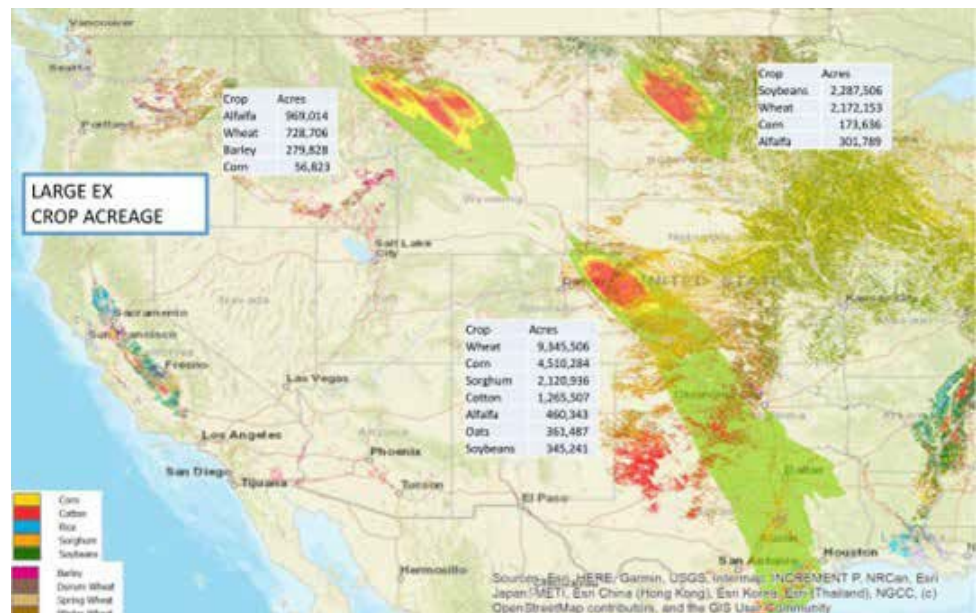 Vancouver
Seattle
Portland
Crop Acres
Alfalfa 969,014
Wheat 728,706
Barley 279,828
Corn 56,823
Crop Acres
Soybeans 2,287,506
Wheat 2,172,153
Corn 173,636
Alfalfa 301,789
LARGE EX
CROP ACREAGE
Wyoming
Salt Lake
City
Nevada
Sacramento
San Francisco
Fresno
Las Vegas
Crop Acres
Wheat 9,345,506
Corn 4,510,284
Sorghum 2,120,936
Cotton 1,265,507
Alfalfa 460,343
Oats 361,487
Soybeans 345,241
Los Angeles
Phoenix
San Diego
Tijuana
Tucson
El Paso
Dallas
Austin
San Antonio
Houston
Hermosillo
Corn
Cotton
Rice
Sorghum
Soybeans
Barley
Durum Wheat
Spring Wheat
Winter Wheat
Sources: Esri, HERE, Garmin, USGS, Intermap, INCREMENT P, NRCan, Esri
Japan, METI, Esri China (Hong Kong), Esri Korea, Esri (Thailand), NGCC, (c)
OpenStreetMap contributors, and the GIS User Community